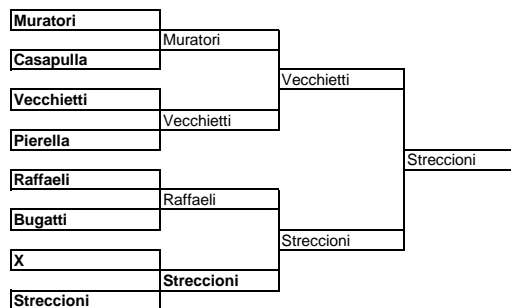 Muratori
Muratori
Casapulla
Vecchietti
Vecchietti
Vecchietti
Pierella
Streccioni
Raffaeli
Raffaeli
Bugatti
Streccioni
X
Streccioni
Streccioni